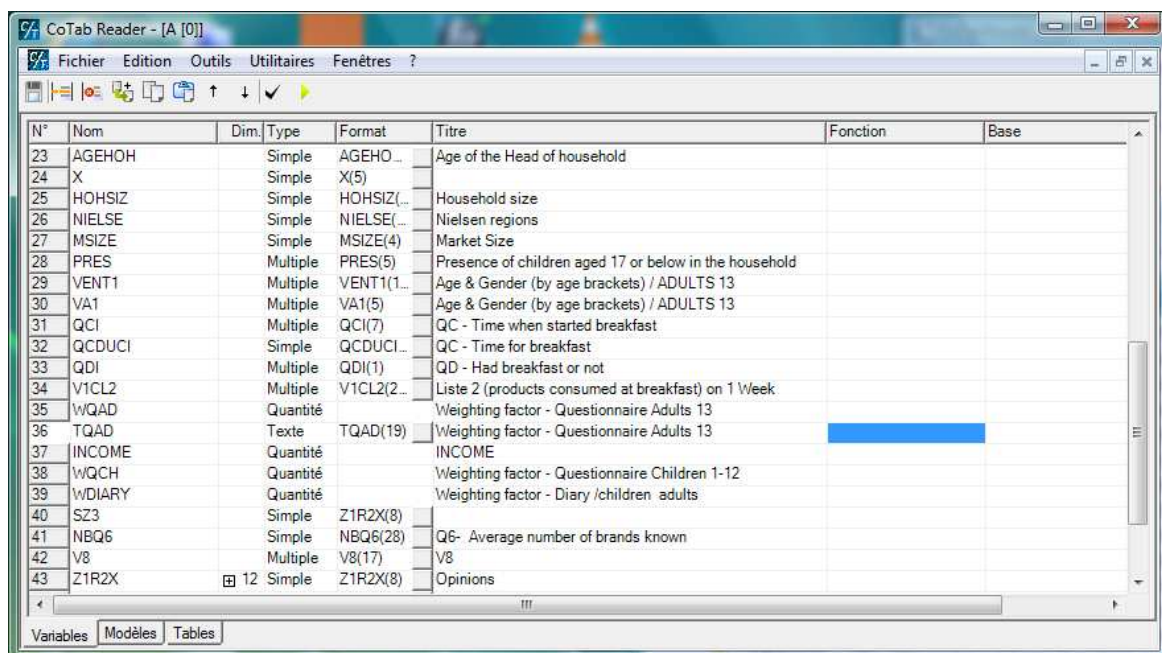 CoTab Reader - [A [0]]
Fichier Edition Outils Utilitaires Fenêtres ?
N° Nom Dim. Type Format Titre Fonction Base
23 AGEHOH Simple AGEHO... Age of the Head of household
24 X Simple X(5)
25 HOHSIZ Simple HOHSIZ(... Household size
26 NIELSE Simple NIELSE(... Nielsen regions
27 MSIZE Simple MSIZE(4) Market Size
28 PRES Multiple PRES(5) Presence of children aged 17 or below in the household
29 VENT1 Multiple VENT1(1... Age & Gender (by age brackets) / ADULTS 13
30 VA1 Multiple VA1(5) Age & Gender (by age brackets) / ADULTS 13
31 QCI Multiple QCI(7) QC - Time when started breakfast
32 QCDUCI Simple QCDUCI... QC - Time for breakfast
33 QDI Multiple QDI(1) QD - Had breakfast or not
34 V1CL2 Multiple V1CL2(2... Liste 2 (products consumed at breakfast) on 1 Week
35 WQAD Quantité Weighting factor - Questionnaire Adults 13
36 TQAD Texte TQAD(19) Weighting factor - Questionnaire Adults 13
37 INCOME Quantité INCOME
38 WQCH Quantité Weighting factor - Questionnaire Children 1-12
39 WDIARY Quantité Weighting factor - Diary /children adults
40 SZ3 Simple Z1R2X(8)
41 NBQ6 Simple NBQ6(28) Q6- Average number of brands known
42 V8 Multiple V8(17) V8
43 Z1R2X 12 Simple Z1R2X(8) Opinions
Variables Modèles Tables